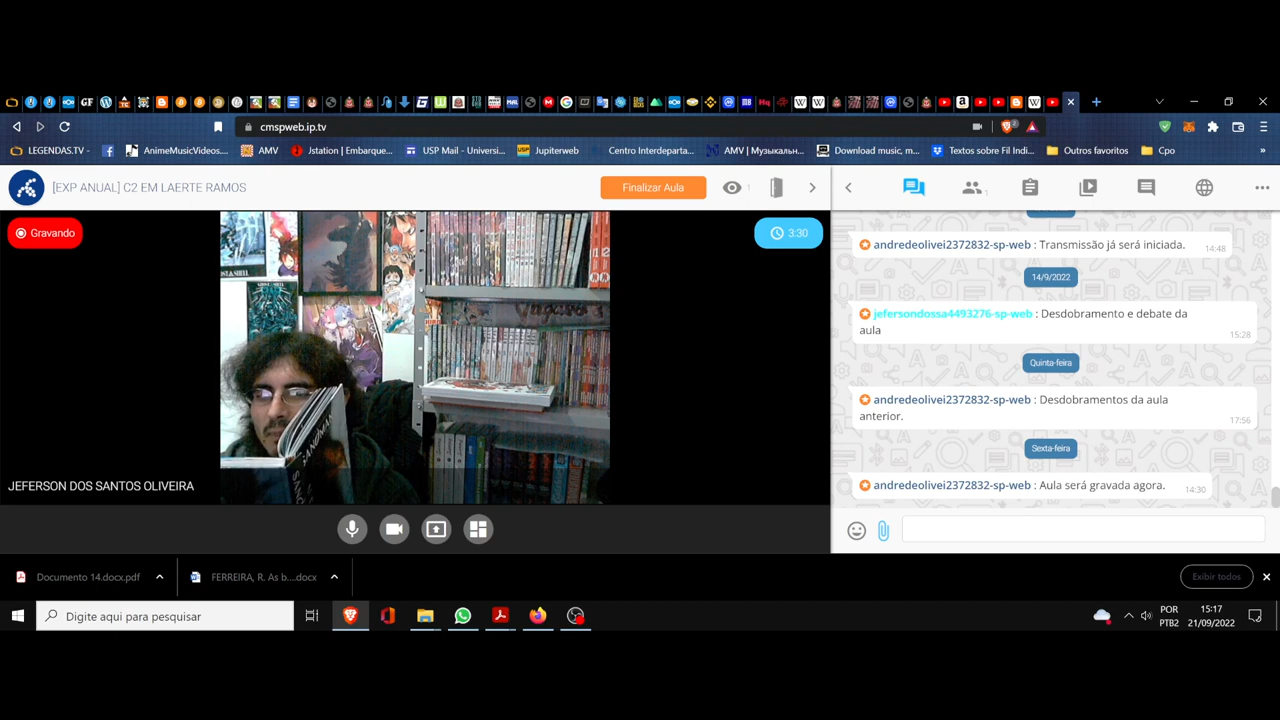 cmspweb.ip.tv
2
LEGENDAS.TV -
AnimeMusicVideos...
AMV
Jstation | Embarque...
USP Mail - Universi...
Jupiterweb
Centro Interdeparta...
AMV | Музыкальн...
Download music, m...
Textos sobre Fil Indi...
Outros favoritos
Cpo
»
[EXP ANUAL] C2 EM LAERTE RAMOS
Finalizar Aula
1
1
Gravando
3:30
JEFERSON DOS SANTOS OLIVEIRA
andredeolivei2372832-sp-web : Transmissão já será iniciada.
14:48
14/9/2022
jefersondossa4493276-sp-web : Desdobramento e debate da
aula
15:28
Quinta-feira
andredeolivei2372832-sp-web : Desdobramentos da aula
anterior.
17:56
Sexta-feira
andredeolivei2372832-sp-web : Aula será gravada agora.
14:30
Documento 14.docx.pdf
FERREIRA, R. As b....docx
Exibir todos
Digite aqui para pesquisar
POR
PTB2
15:17
21/09/2022